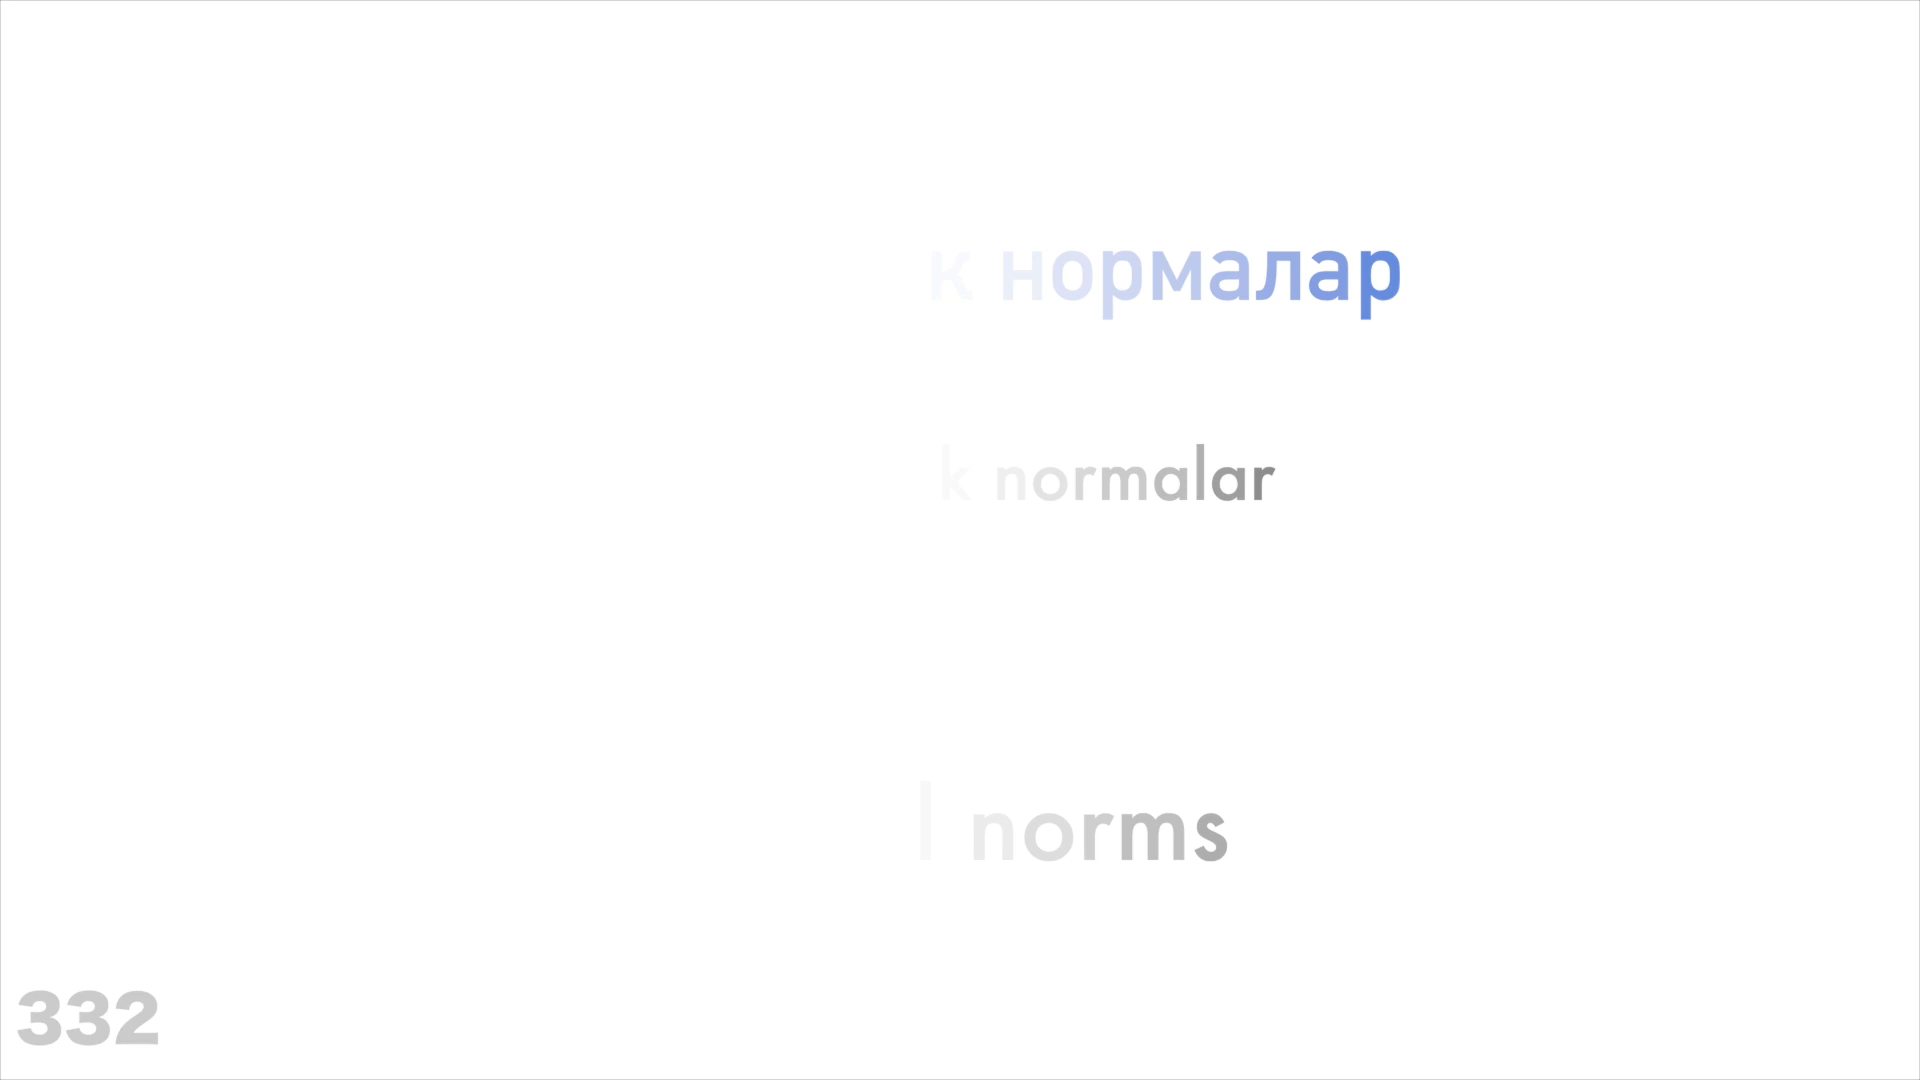 к нормалар
k normalar
l norms
332